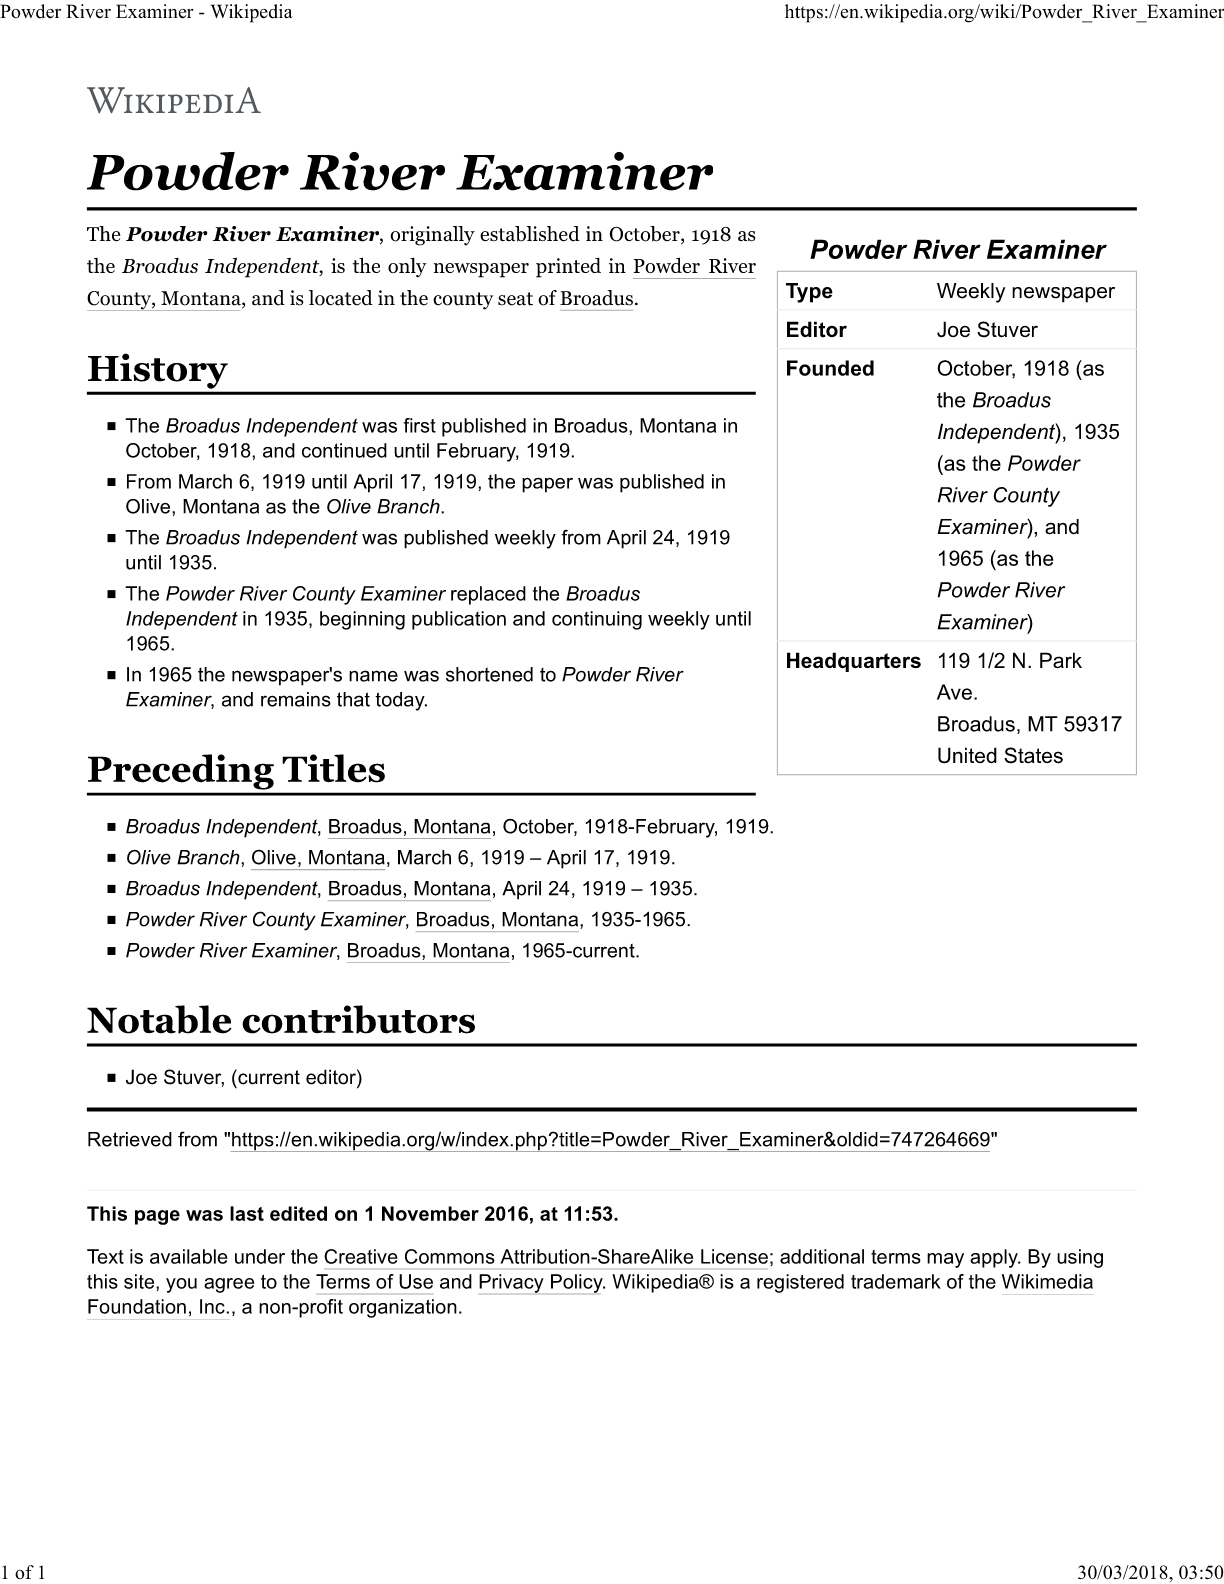 Powder River Examiner - Wikipedia
https://en.wikipedia.org/wiki/Powder_River_Examiner
WIKIPEDIA
Powder River Examiner
The Powder River Examiner, originally established in October, 1918 as
the Broadus Independent, is the only newspaper printed in Powder River
County, Montana, and is located in the county seat of Broadus.
History
▪ The Broadus Independent was first published in Broadus, Montana in
October, 1918, and continued until February, 1919.
▪ From March 6, 1919 until April 17, 1919, the paper was published in
Olive, Montana as the Olive Branch.
▪ The Broadus Independent was published weekly from April 24, 1919
until 1935.
▪ The Powder River County Examiner replaced the Broadus
Independent in 1935, beginning publication and continuing weekly until
1965.
▪ In 1965 the newspaper's name was shortened to Powder River
Examiner, and remains that today.
Powder River Examiner
Type Weekly newspaper
Editor Joe Stuver
Founded October, 1918 (as
the Broadus
Independent), 1935
(as the Powder
River County
Examiner), and
1965 (as the
Powder River
Examiner)
Headquarters 119 1/2 N. Park
Ave.
Broadus, MT 59317
United States
Preceding Titles
▪ Broadus Independent, Broadus, Montana, October, 1918-February, 1919.
▪ Olive Branch, Olive, Montana, March 6, 1919 – April 17, 1919.
▪ Broadus Independent, Broadus, Montana, April 24, 1919 – 1935.
▪ Powder River County Examiner, Broadus, Montana, 1935-1965.
▪ Powder River Examiner, Broadus, Montana, 1965-current.
Notable contributors
▪ Joe Stuver, (current editor)
Retrieved from "https://en.wikipedia.org/w/index.php?title=Powder_River_Examiner&oldid=747264669"
This page was last edited on 1 November 2016, at 11:53.
Text is available under the Creative Commons Attribution-ShareAlike License; additional terms may apply. By using
this site, you agree to the Terms of Use and Privacy Policy. Wikipedia® is a registered trademark of the Wikimedia
Foundation, Inc., a non-profit organization.
1 of 1
30/03/2018, 03:50